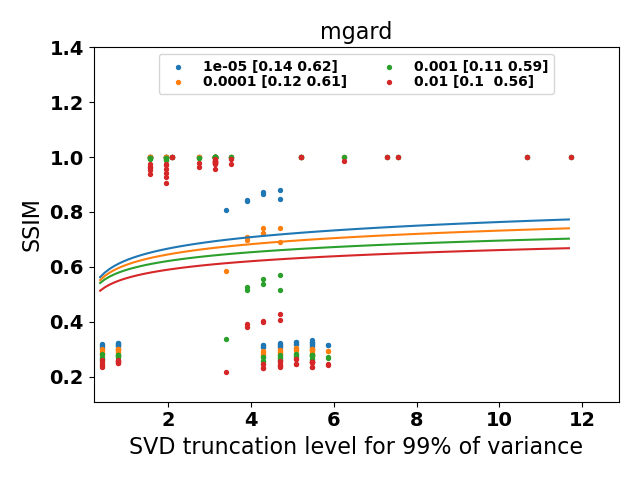 mgard
1e-05 [0.14 0.62]
0.0001 [0.12 0.61]
0.001 [0.11 0.59]
0.01 [0.1  0.56]
SSIM
1.4
1.2
1.0
0.8
0.6
0.4
0.2
2 4 6 8 10 12
SVD truncation level for 99% of variance